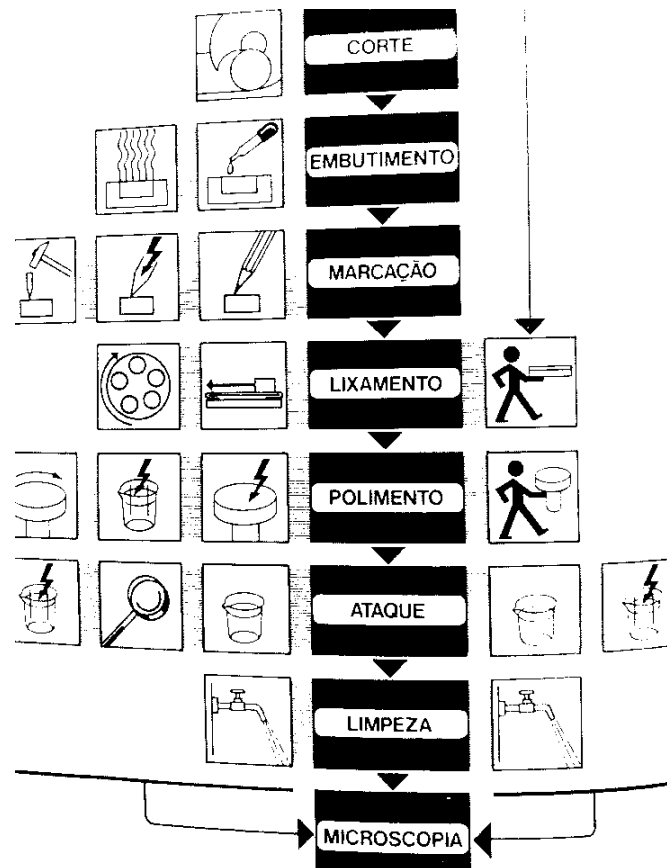 CORTE
EMBUTIMENTO
MARCAÇÃO
LIXAMENTO
POLIMENTO
ATAQUE
LIMPEZA
MICROSCOPIA